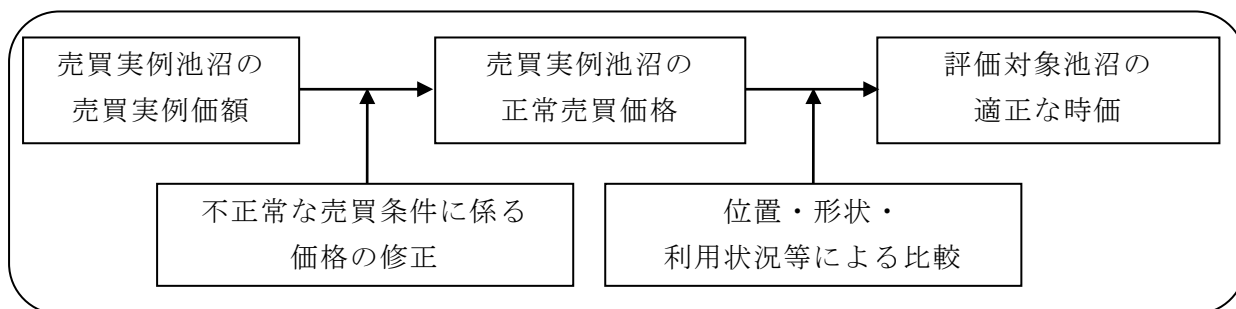 売買実例池沼の
売買実例価額
売買実例池沼の
正常売買価格
評価対象池沼の
適正な時価
不正常な売買条件に係る
価格の修正
位置・形状・
利用状況等による比較